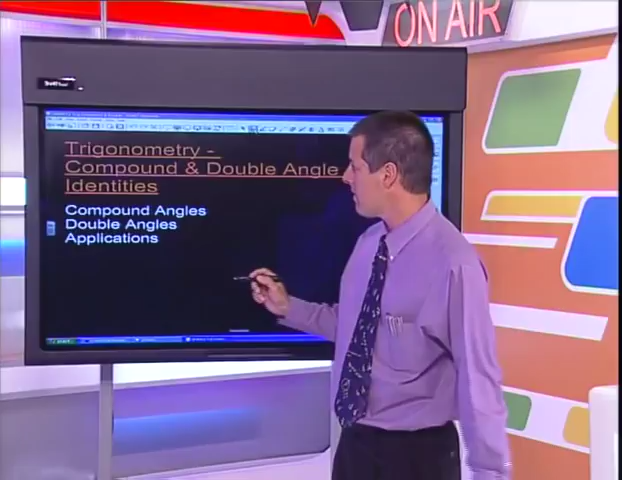 ON AIR
Trigonometry -
Compound & Double Angle
Identities
Compound Angles
Double Angles
Applications